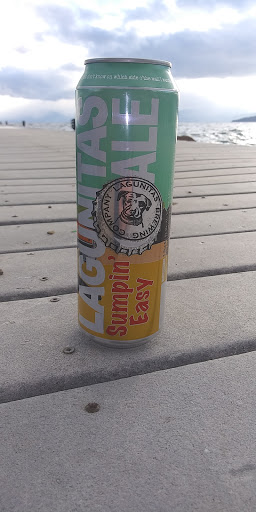 LAGUNITAS
ALE
LAGUNITAS
BREWING
COMPANY
Sumpin'
Easy